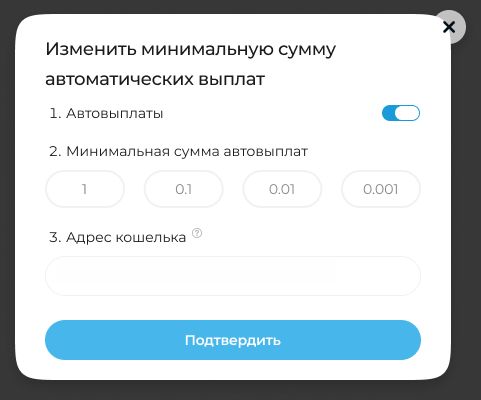 Изменить минимальную сумму
автоматических выплат
1. Автовыплаты
2. Минимальная сумма автовыплат
1 0.1 0.01 0.001
3. Адрес кошелька ?
Подтвердить